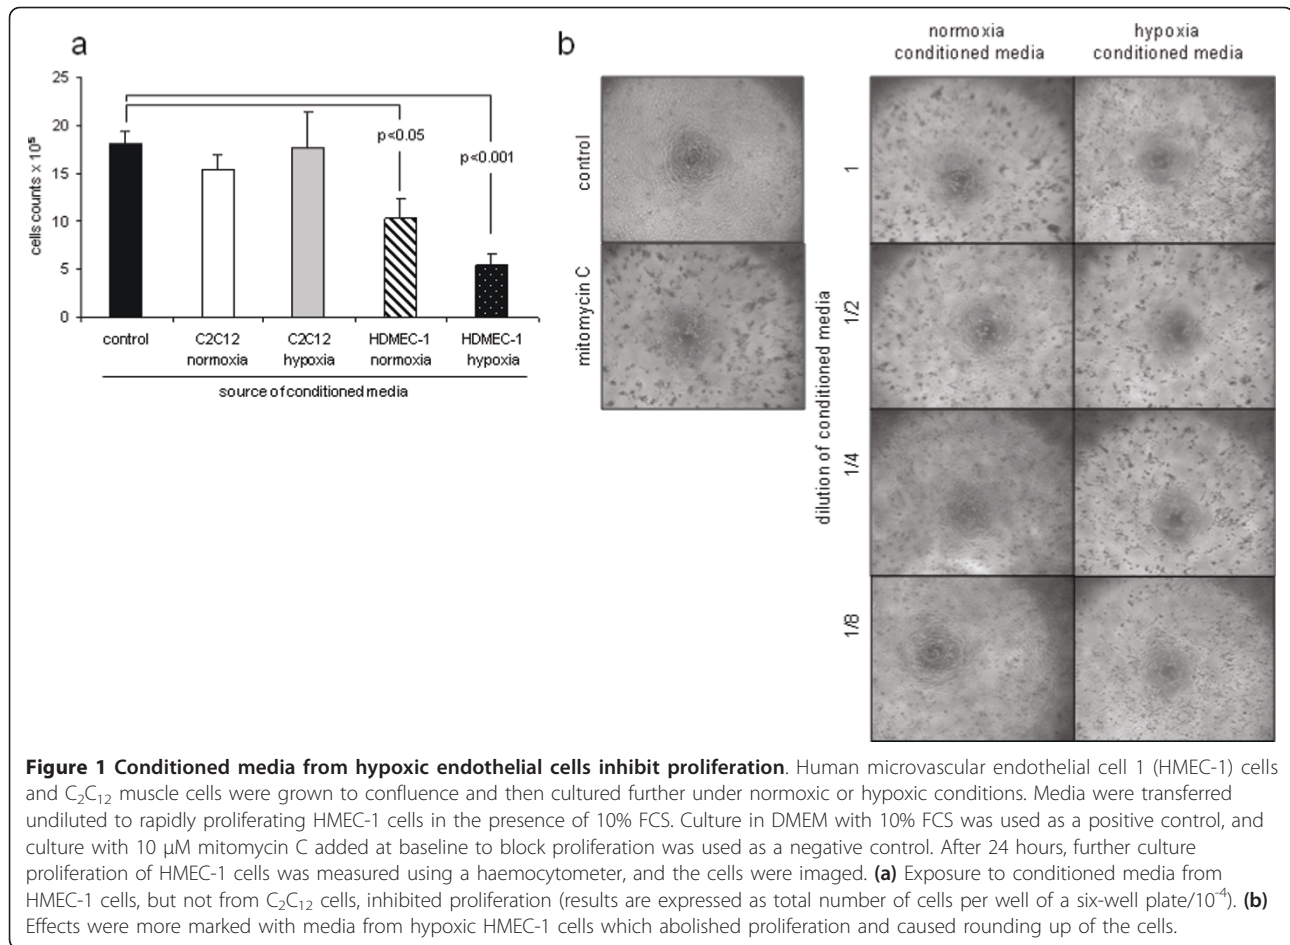 a
25
20
15
10
5
0
cells counts x 10⁵
p<0.05
p<0.001
control
C2C12 normoxia
C2C12 hypoxia
HDMEC-1 normoxia
HDMEC-1 hypoxia
source of conditioned media
b
control
mitomycin C
normoxia
conditioned media
hypoxia
conditioned media
dilution of conditioned media
1
1/2
1/4
1/8
Figure 1 Conditioned media from hypoxic endothelial cells inhibit proliferation. Human microvascular endothelial cell 1 (HMEC-1) cells
and C₂C₁₂ muscle cells were grown to confluence and then cultured further under normoxic or hypoxic conditions. Media were transferred
undiluted to rapidly proliferating HMEC-1 cells in the presence of 10% FCS. Culture in DMEM with 10% FCS was used as a positive control, and
culture with 10 μM mitomycin C added at baseline to block proliferation was used as a negative control. After 24 hours, further culture
proliferation of HMEC-1 cells was measured using a haemocytometer, and the cells were imaged. (a) Exposure to conditioned media from
HMEC-1 cells, but not from C₂C₁₂ cells, inhibited proliferation (results are expressed as total number of cells per well of a six-well plate/10⁻⁴). (b)
Effects were more marked with media from hypoxic HMEC-1 cells which abolished proliferation and caused rounding up of the cells.